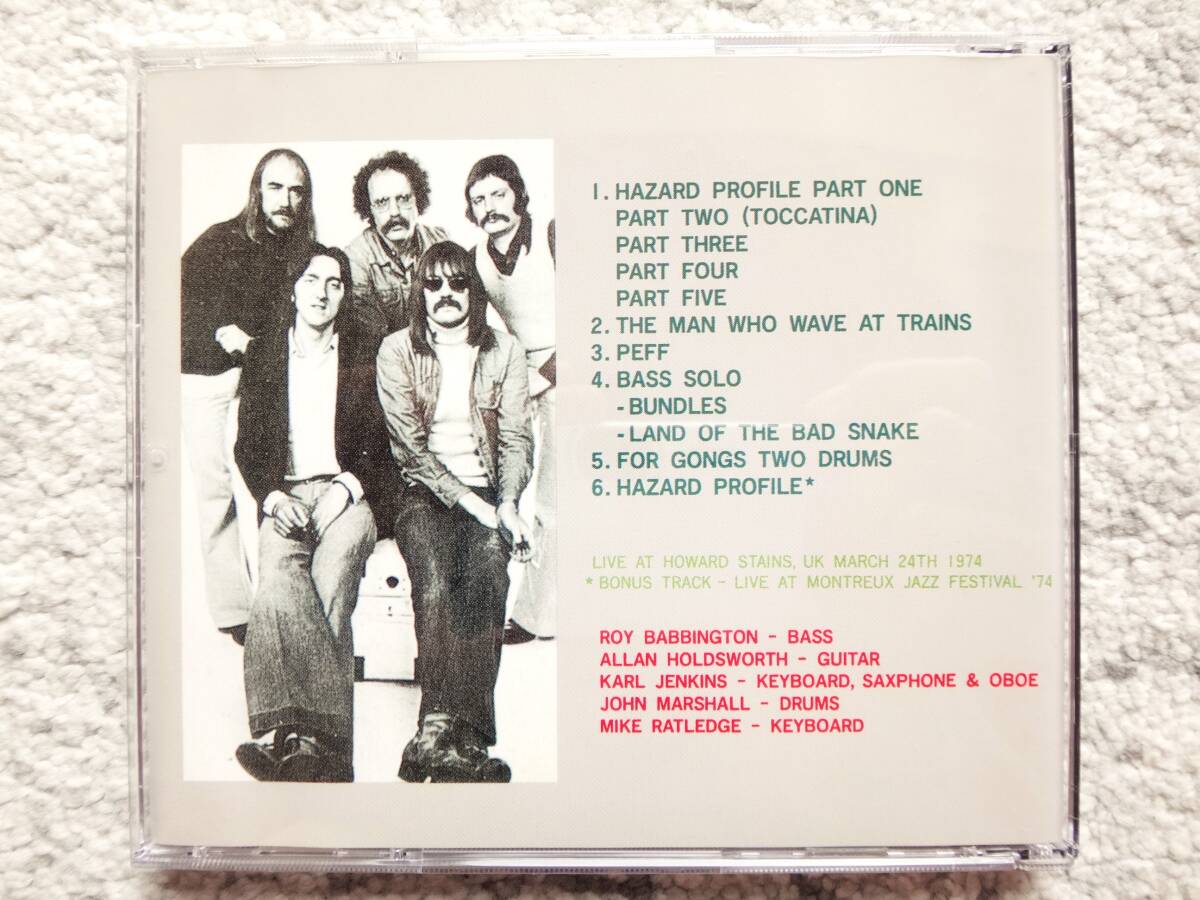 1. HAZARD PROFILE PART ONE
PART TWO (TOCCATINA)
PART THREE
PART FOUR
PART FIVE
2. THE MAN WHO WAVE AT TRAINS
3. PEFF
4. BASS SOLO
-BUNDLES
-LAND OF THE BAD SNAKE
5. FOR GONGS TWO DRUMS
6. HAZARD PROFILE*
LIVE AT HOWARD STAINS, UK MARCH 24TH 1974
* BONUS TRACK - LIVE AT MONTREUX JAZZ FESTIVAL '74
ROY BABBINGTON - BASS
ALLAN HOLDSWORTH - GUITAR
KARL JENKINS - KEYBOARD, SAXPHONE & OBOE
JOHN MARSHALL - DRUMS
MIKE RATLEDGE - KEYBOARD